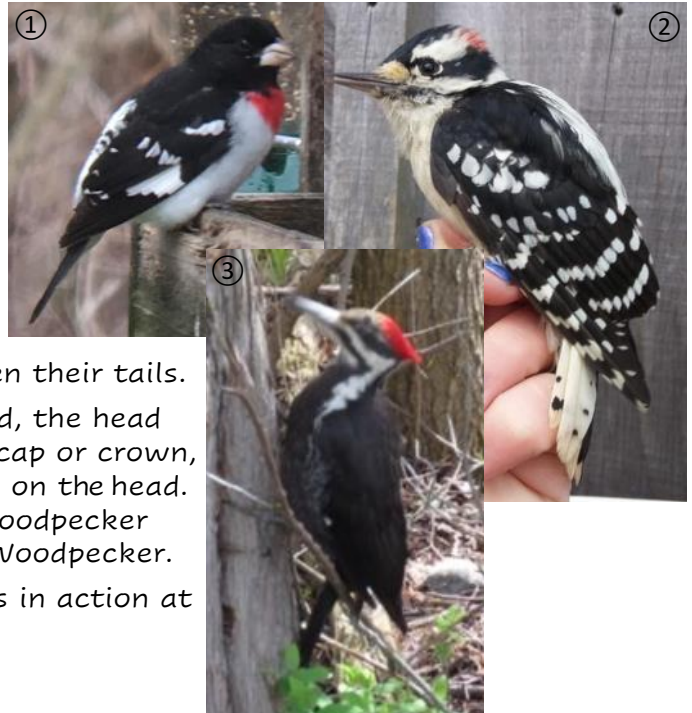 ①
②
③
en their tails.
d, the head
cap or crown,
on the head.
oodpecker
Woodpecker.
s in action at